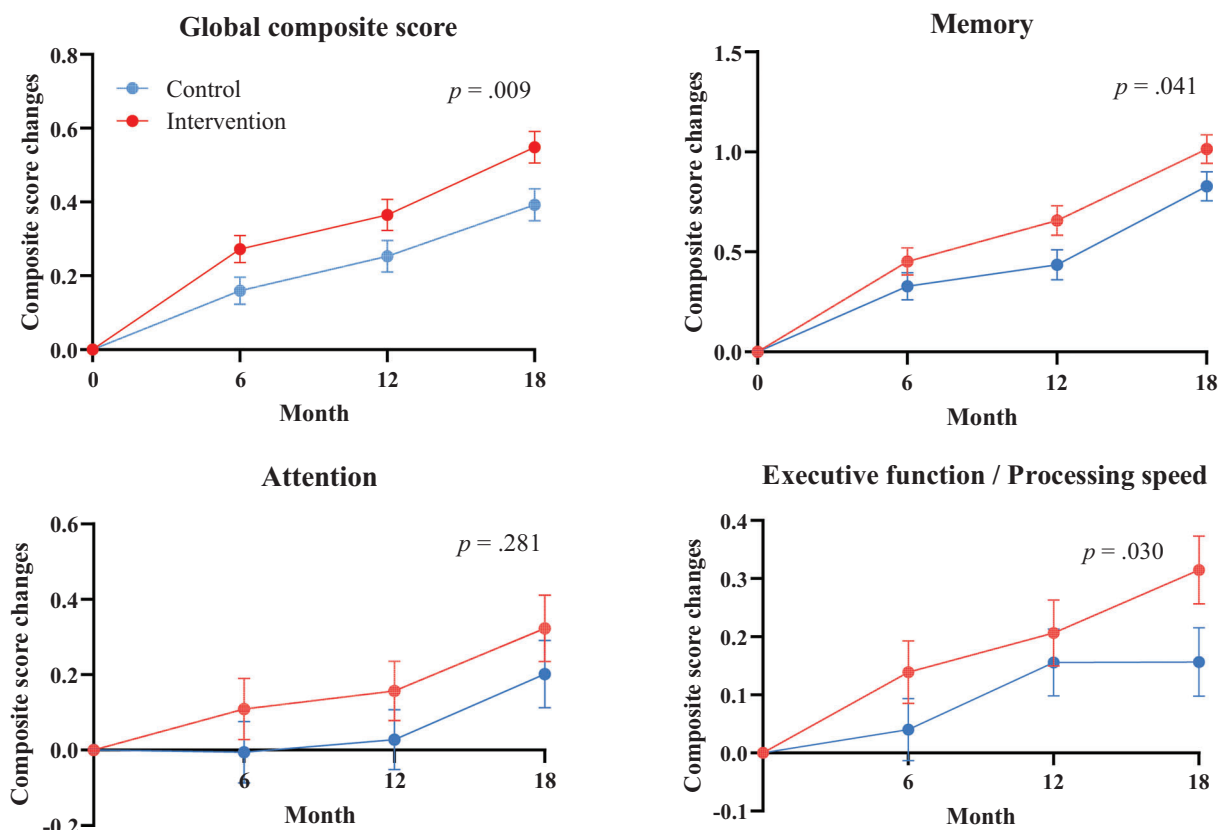 Global composite score
Composite score changes
0.8
0.6
0.4
0.2
0.0
Control
Intervention
p = .009
0
6
12
18
Month
Memory
Composite score changes
1.5
1.0
0.5
0.0
p = .041
0
6
12
18
Month
Attention
Composite score changes
0.6
0.4
0.2
0.0
-0.2
p = .281
6
12
18
Month
Executive function / Processing speed
Composite score changes
0.4
0.3
0.2
0.1
0.0
-0.1
p = .030
6
12
18
Month